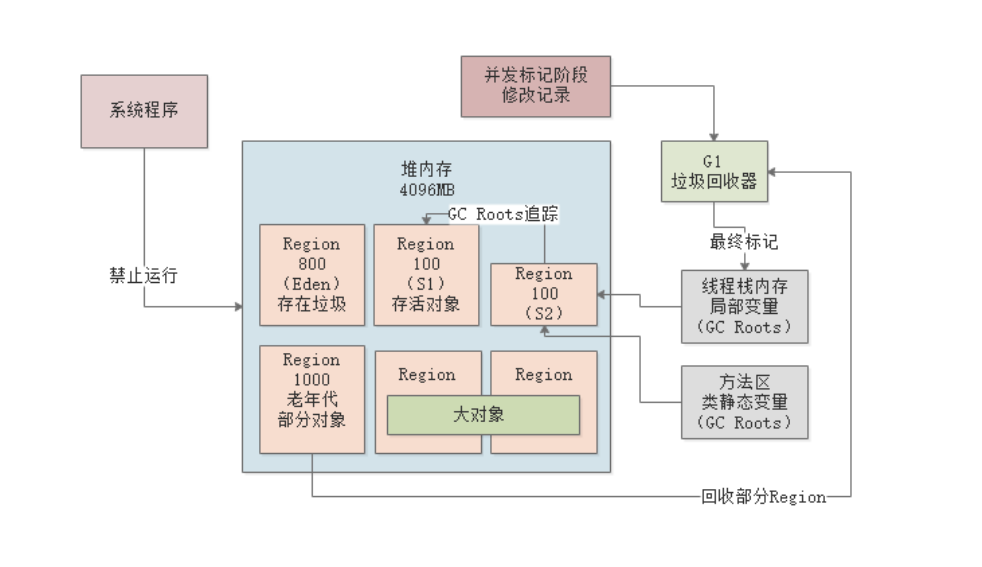 并发标记阶段
修改记录
系统程序
G1
垃圾回收器
堆内存
4096MB
GC Roots追踪
最终标记
禁止运行
Region
800
（Eden）
存在垃圾
Region
100
（S1）
存活对象
Region
100
（S2）
线程栈内存
局部变量
（GC Roots）
Region
1000
老年代
部分对象
Region
Region
大对象
方法区
类静态变量
（GC Roots）
回收部分Region